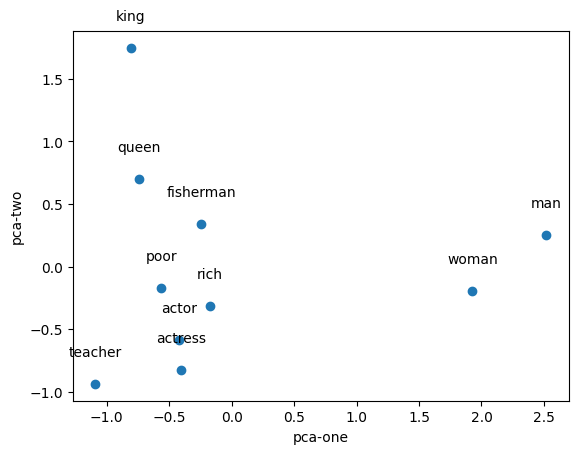 king
1.5
1.0
queen
fisherman
0.5
man
pca-two
0.0
poor
woman
rich
actor
−0.5
actress
teacher
−1.0
−1.0 −0.5 0.0 0.5 1.0 1.5 2.0 2.5
pca-one